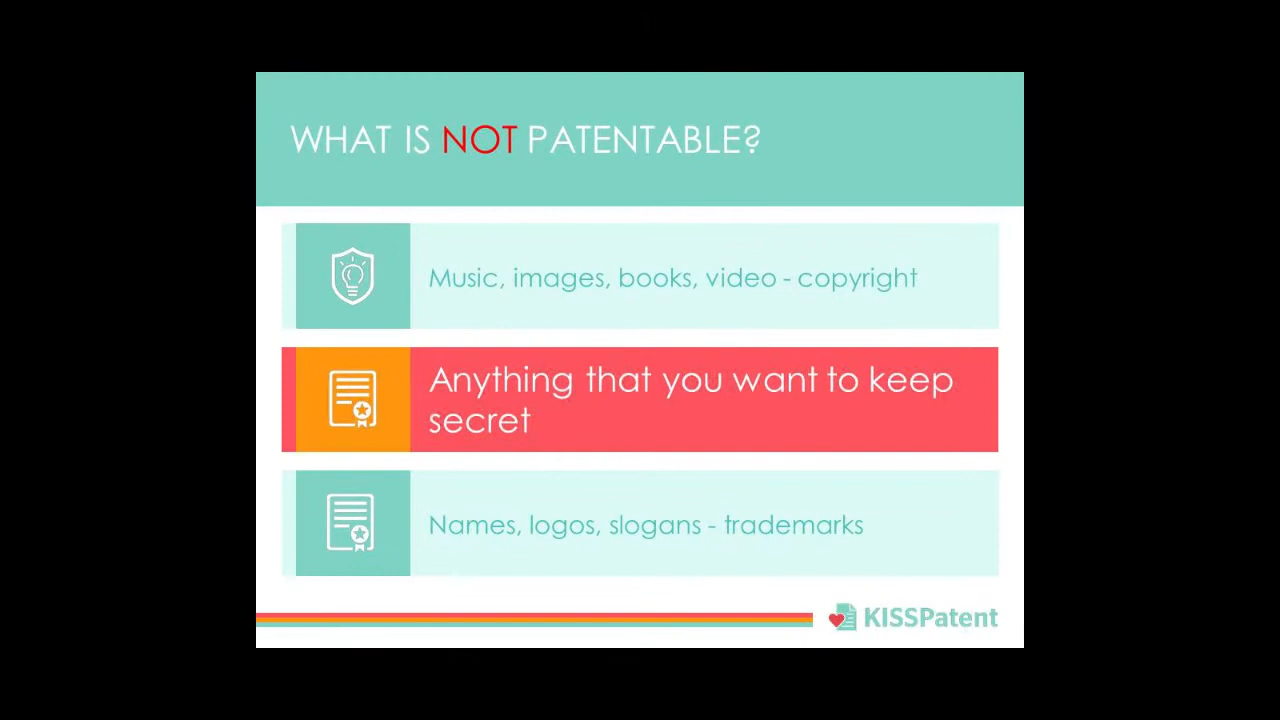 WHAT IS NOT PATENTABLE?
Music, images, books, video - copyright
Anything that you want to keep
secret
Names, logos, slogans - trademarks
KISSPatent